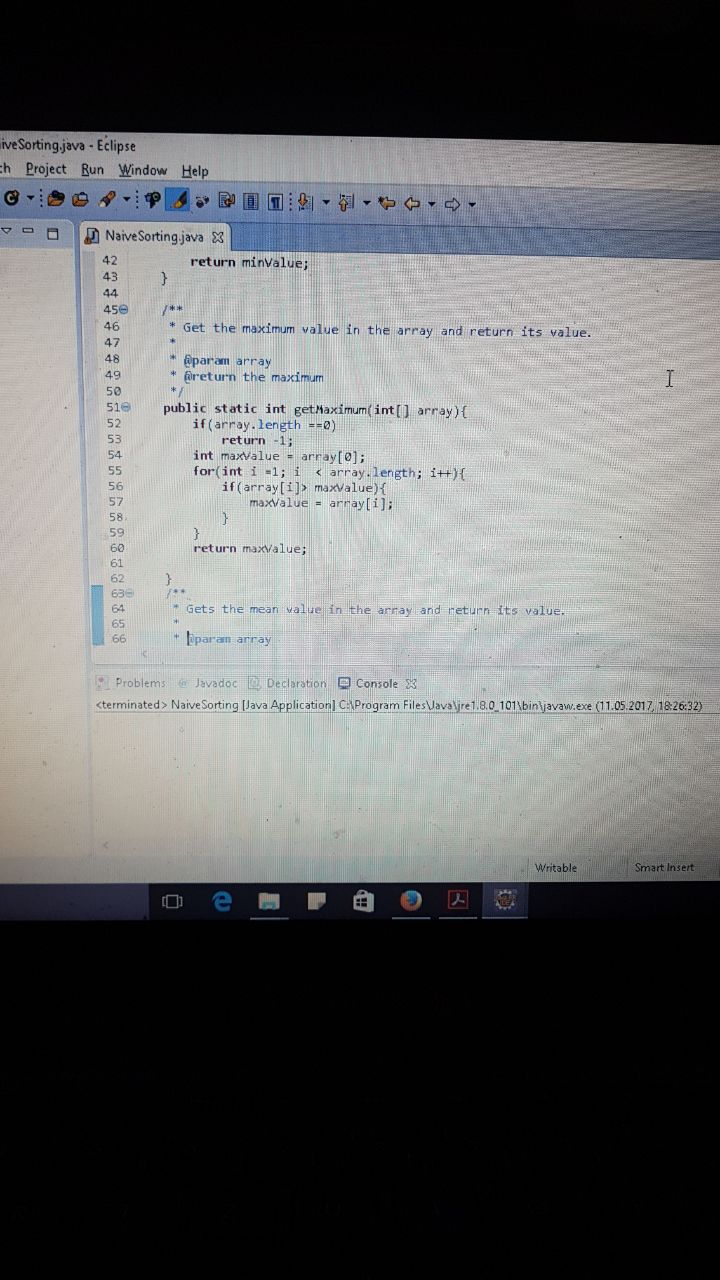 iveSorting.java - Eclipse
ch Project Run Window Help
NaiveSorting.java
42 return minValue;
43 }
44
45 /**
46 * Get the maximum value in the array and return its value.
47 *
48 * @param array
49 * @return the maximum
50 */
51 public static int getMaximum(int[] array){
52 if(array.length ==0)
53 return -1;
54 int maxValue = array[0];
55 for(int i =1; i < array.length; i++){
56 if(array[i]> maxValue){
57 maxValue = array[i];
58 }
59 }
60 return maxValue;
61
62 }
63 /**
64 * Gets the mean value in the array and return its value.
65 *
66 * @param array
Problems @ Javadoc Declaration Console
<terminated> NaiveSorting [Java Application] C:\Program Files\Java\jre1.8.0_101\bin\javaw.exe (11.05.2017, 18:26:32)
Writable Smart Insert